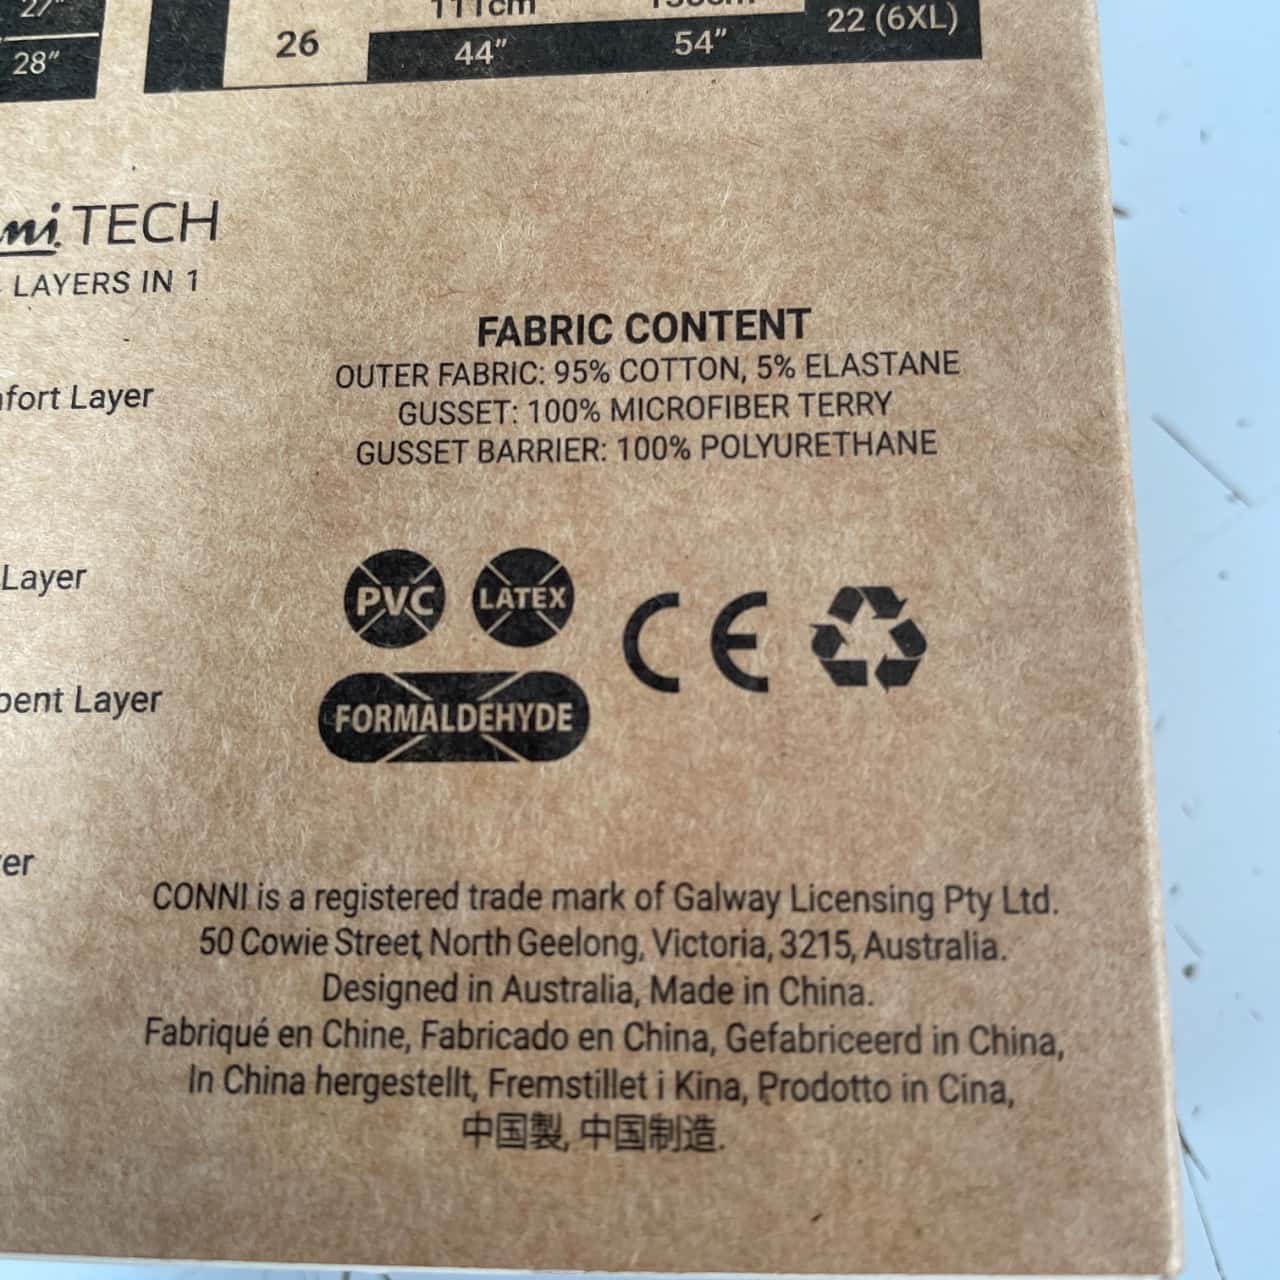 27"
28"
26
111cm
44"
54"
22 (6XL)
TECH
LAYERS IN 1
Layer
Layer
Layer
FABRIC CONTENT
OUTER FABRIC: 95% COTTON, 5% ELASTANE
GUSSET: 100% MICROFIBER TERRY
GUSSET BARRIER: 100% POLYURETHANE
PVC
LATEX
FORMALDEHYDE
CE
CONNI is a registered trade mark of Galway Licensing Pty Ltd.
50 Cowie Street, North Geelong, Victoria, 3215, Australia.
Designed in Australia, Made in China.
Fabriqué en Chine, Fabricado en China, Gefabriceerd in China,
In China hergestellt, Fremstillet i Kina, Prodotto in Cina,
中国製, 中国制造.